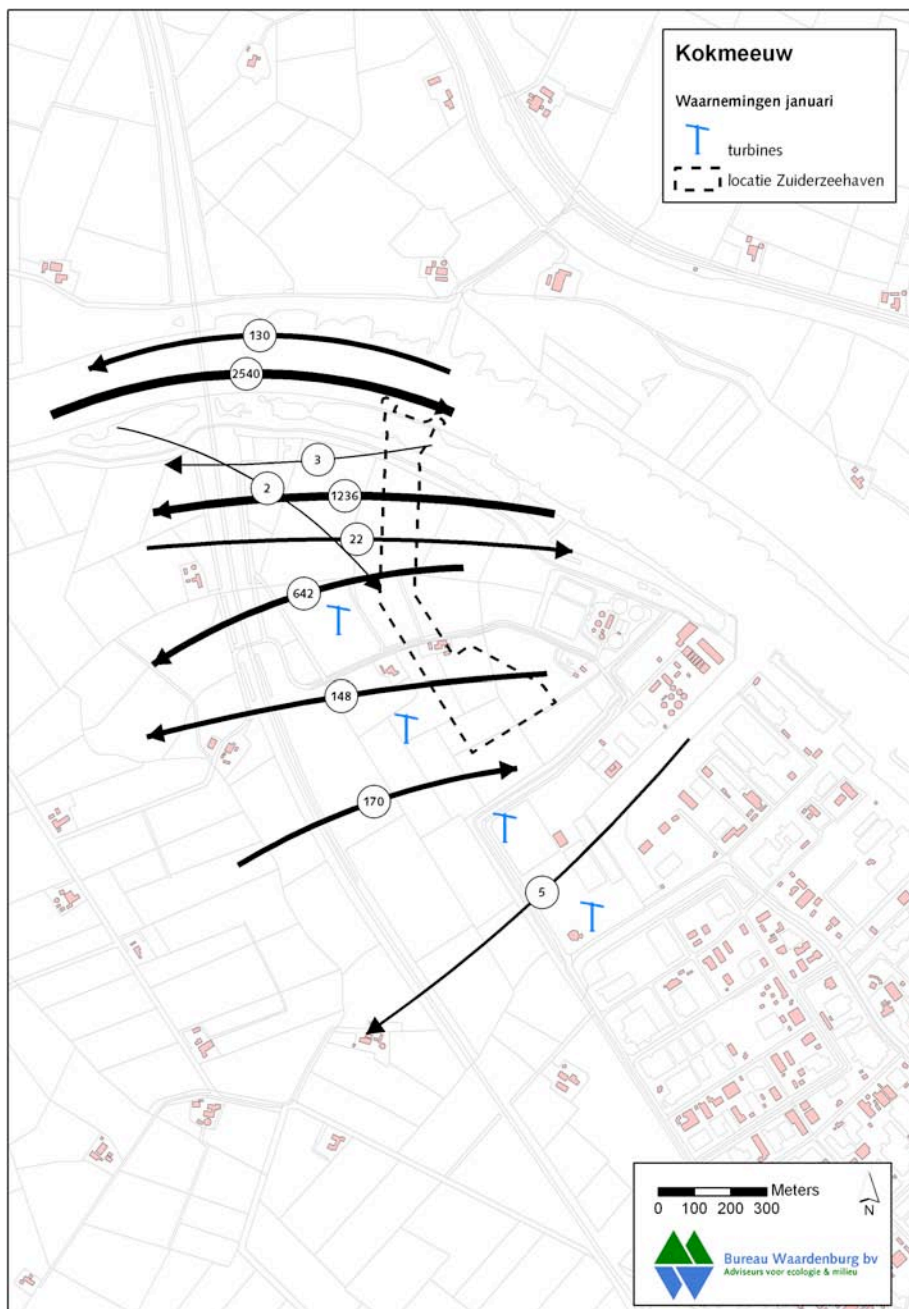 Kokmeeuw
Waarnemingen januari
turbines
locatie Zuiderzeehaven
130
2540
3
2
1236
22
642
148
170
5
Meters
0 100 200 300
N
Bureau Waardenburg bv
Adviseurs voor ecologie & milieu